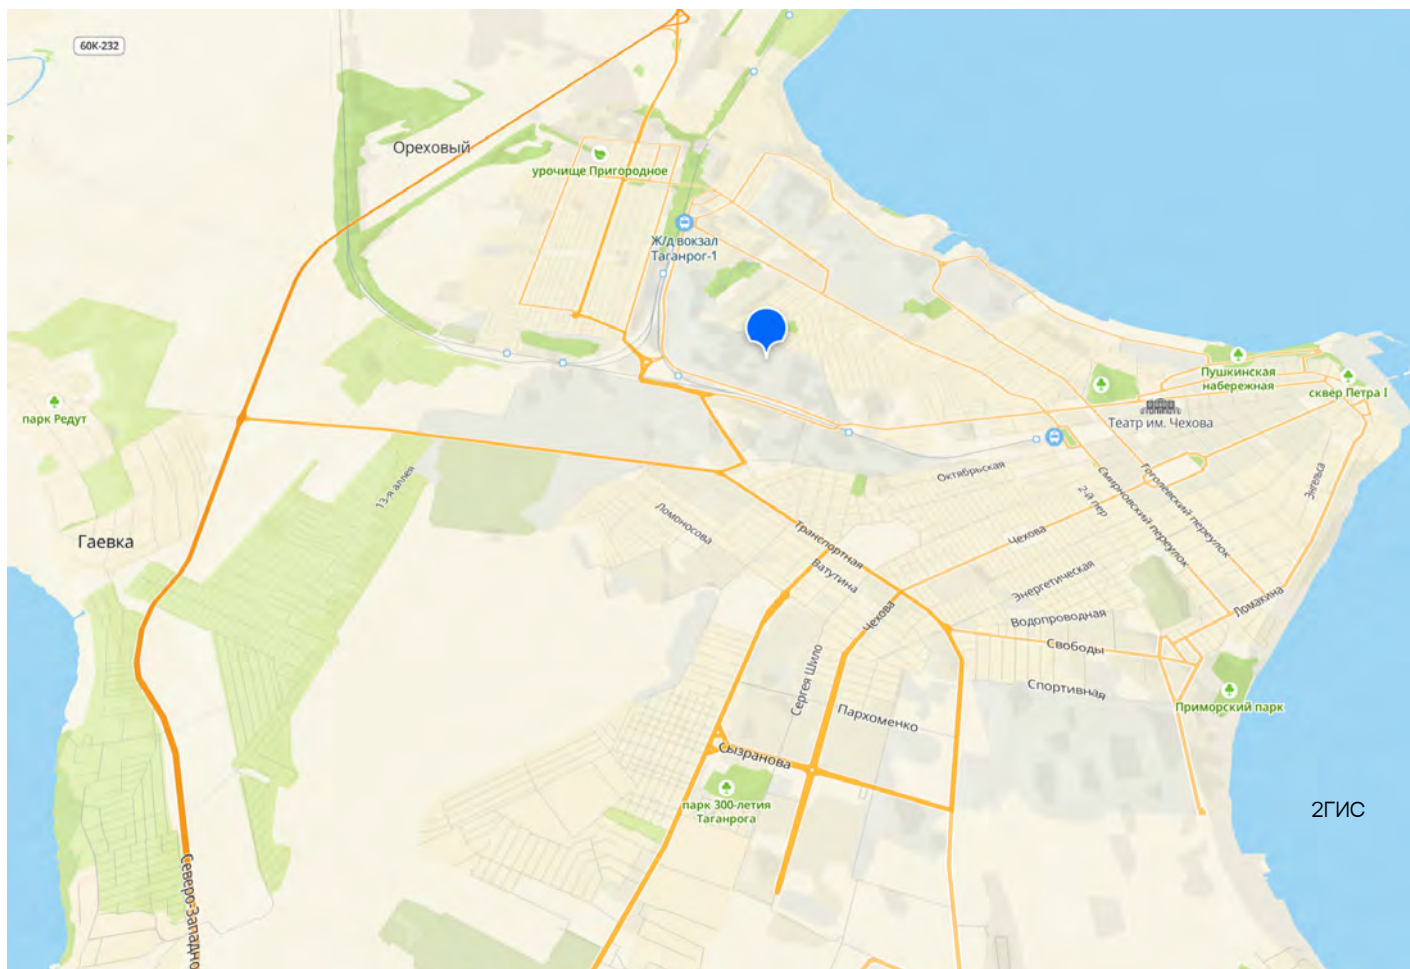 60К-232
Ореховый
урочище Пригородное
Ж/д вокзал
Таганрог-1
Пушкинская
набережная
сквер Петра I
парк Редут
Театр им. Чехова
13-я аллея
Октябрьская
Гоголевский переулок
Смирновский переулок
2-й пер
Энгельса
Ломоносова
Транспортная
Чехова
Гаевка
Ватутина
Энергетическая
Ломакина
Чехова
Водопроводная
Свободы
Сергея Шило
Спортивная
Приморский парк
Пархоменко
Сызранова
парк 300-летия
Таганрога
2ГИС
Северо-Западно